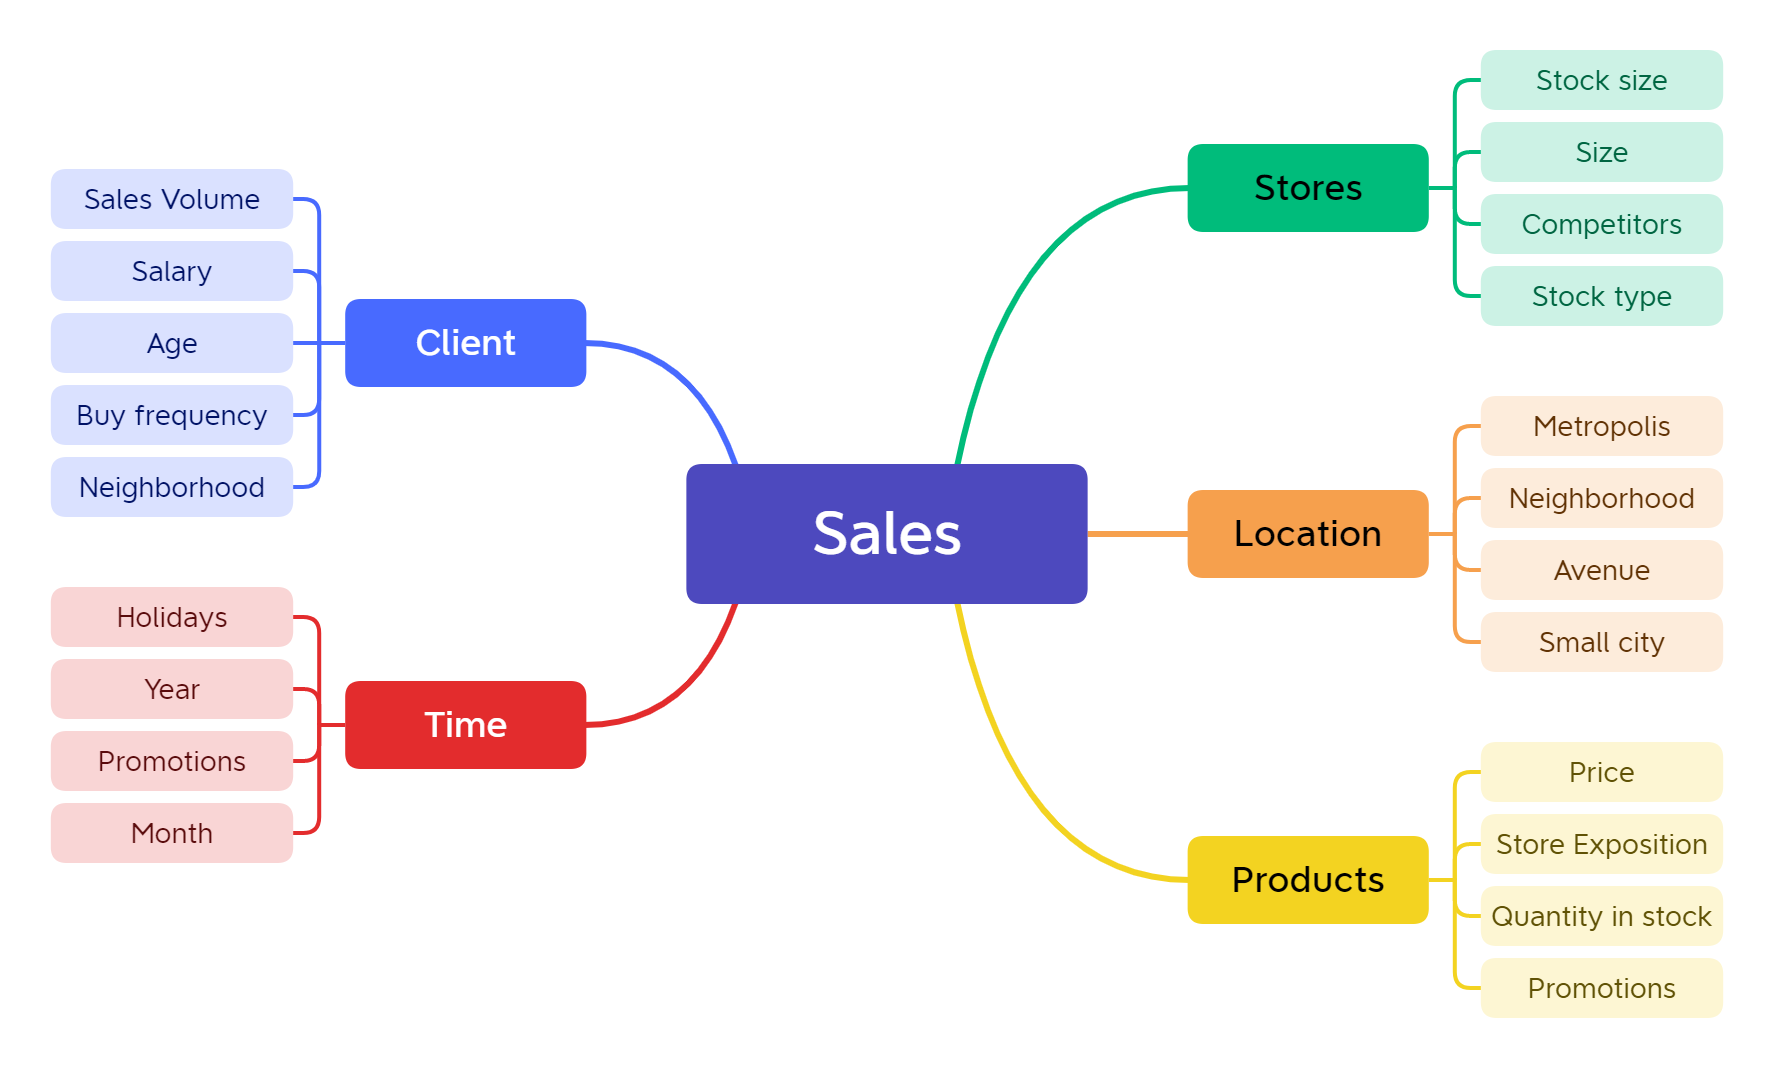 Sales
Client
Sales Volume
Salary
Age
Buy frequency
Neighborhood
Time
Holidays
Year
Promotions
Month
Stores
Stock size
Size
Competitors
Stock type
Location
Metropolis
Neighborhood
Avenue
Small city
Products
Price
Store Exposition
Quantity in stock
Promotions